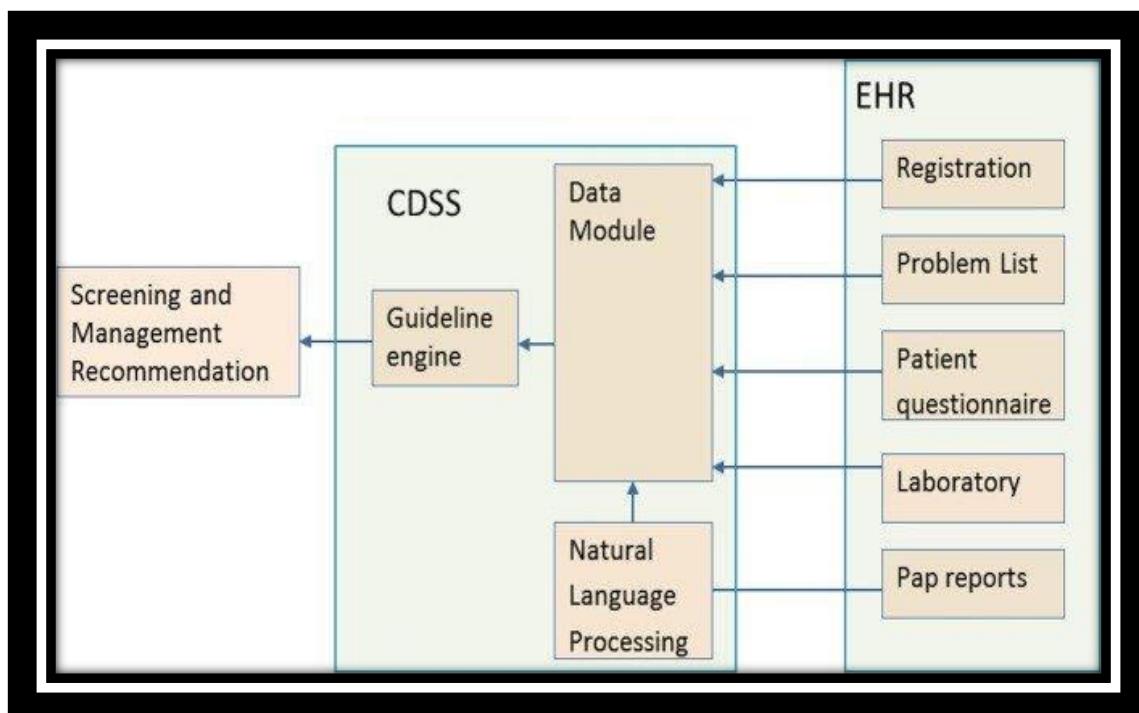 EHR
Registration
Problem List
Patient
questionnaire
Laboratory
Pap reports
CDSS
Data
Module
Guideline
engine
Natural
Language
Processing
Screening and
Management
Recommendation